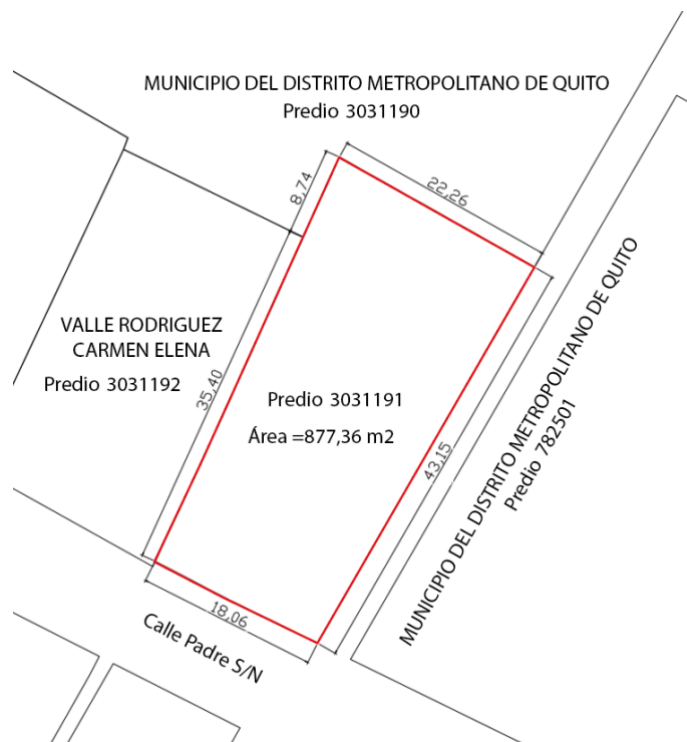 MUNICIPIO DEL DISTRITO METROPOLITANO DE QUITO
Predio 3031190
8,74
22,26
VALLE RODRIGUEZ
CARMEN ELENA
Predio 3031192
35,40
Predio 3031191
Área =877,36 m2
43,15
MUNICIPIO DEL DISTRITO METROPOLITANO DE QUITO
Predio 782501
18,06
Calle Padre S/N